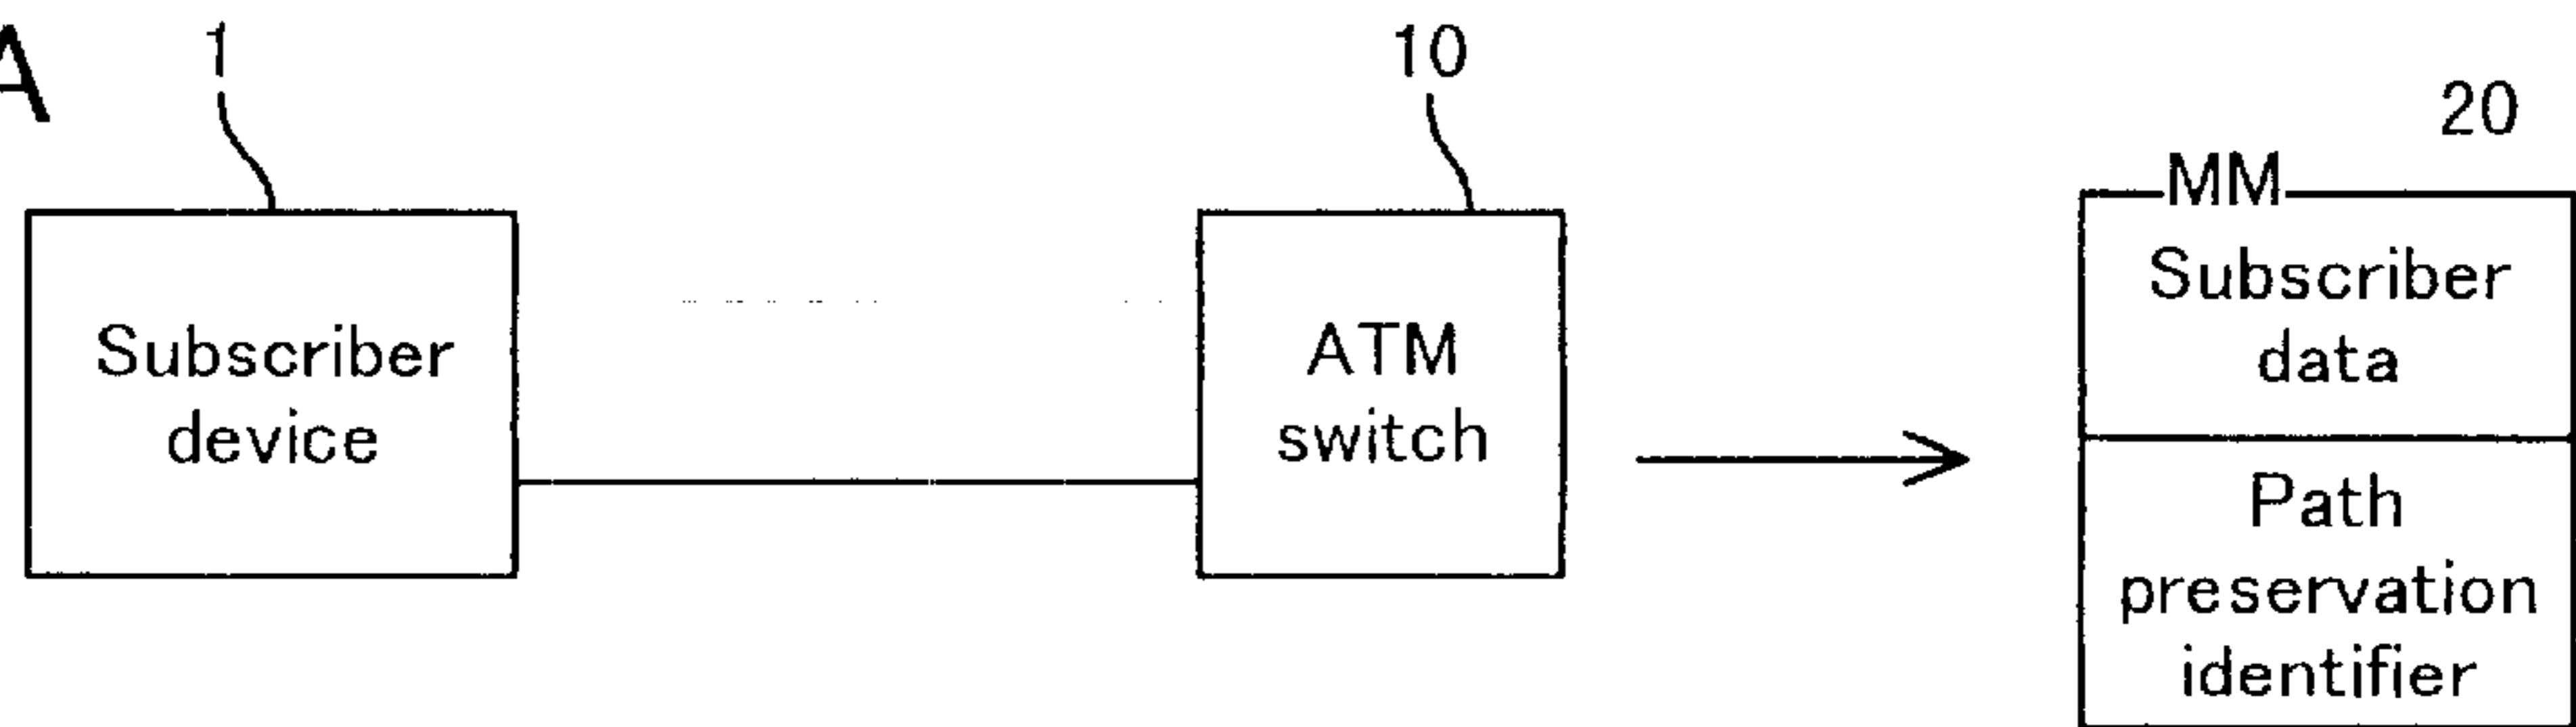 A
1
10
20
MM
Subscriber
device
ATM
switch
Subscriber
data
Path
preservation
identifier